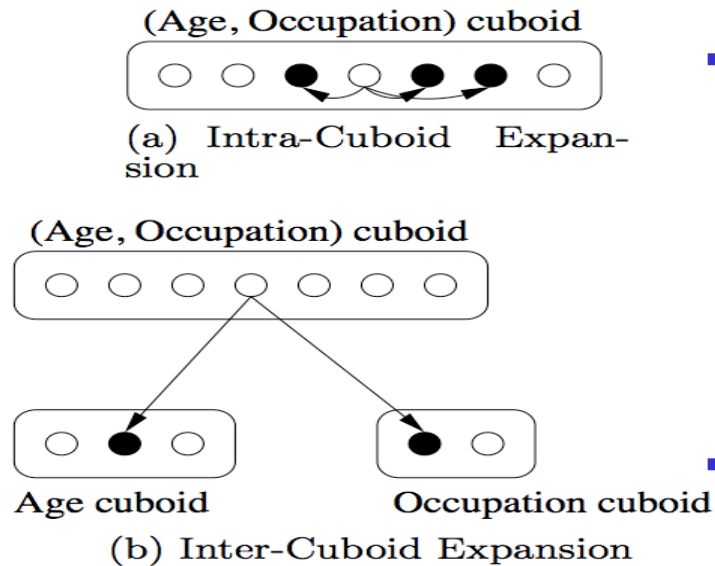 (Age, Occupation) cuboid
(a) Intra-Cuboid Expan-
sion
(Age, Occupation) cuboid
Age cuboid Occupation cuboid
(b) Inter-Cuboid Expansion